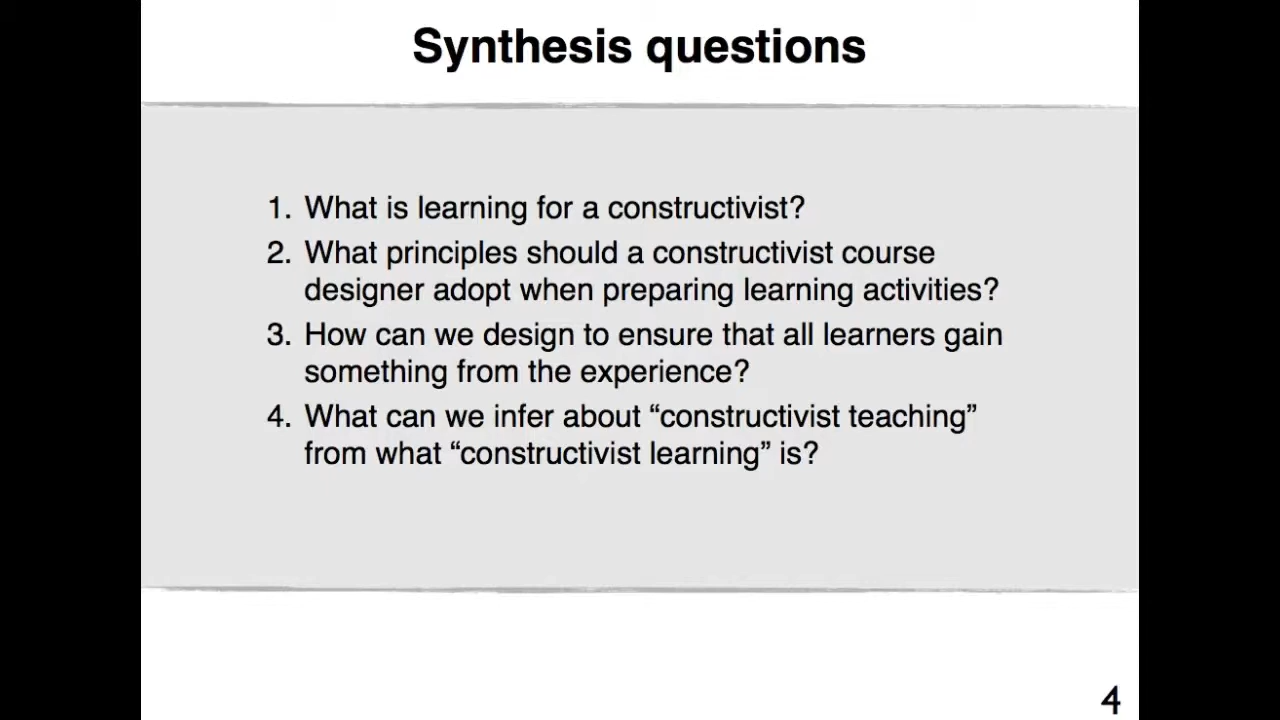 Synthesis questions
1. What is learning for a constructivist?
2. What principles should a constructivist course
designer adopt when preparing learning activities?
3. How can we design to ensure that all learners gain
something from the experience?
4. What can we infer about “constructivist teaching”
from what “constructivist learning” is?
4